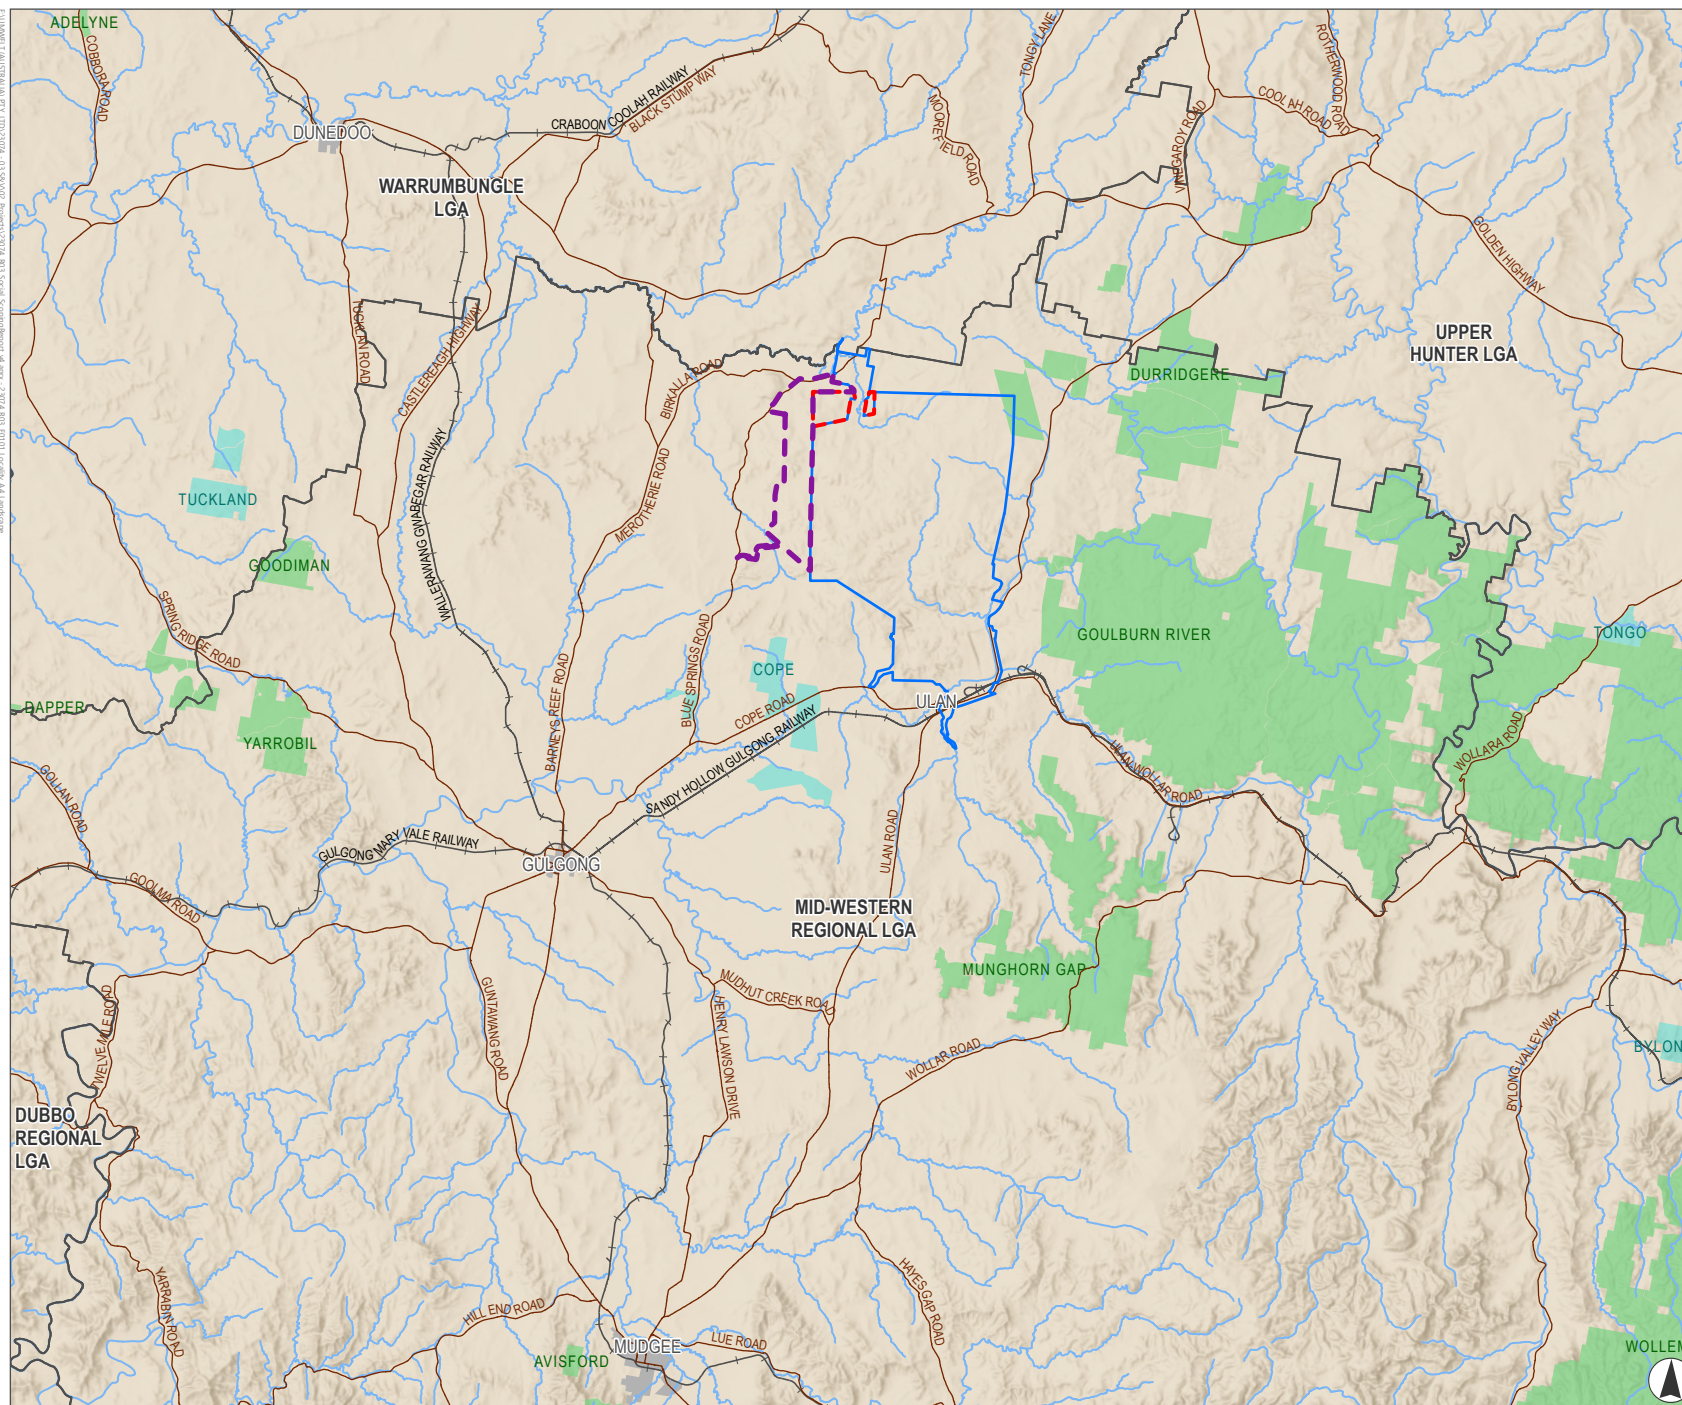 ADELYNE
COBBORA ROAD
DUNEDOO
CRABOON COOLAH RAILWAY
BLACK STUMP WAY
TONGY LANE
MOOREFIELD ROAD
ROTHERWOOD ROAD
COOLAH ROAD
VINEGAROY ROAD
WARRUMBUNGLE
LGA
GOLDEN HIGHWAY
TUCKLAN ROAD
CASTLEREAGH HIGHWAY
UPPER
HUNTER LGA
BIRKALLA ROAD
DURRIDGERE
WALLERAWANG GWABEGAR RAILWAY
MEROTHERIE ROAD
TUCKLAND
GOODIMAN
SPRING RIDGE ROAD
GOULBURN RIVER
TONGO
BLUE SPRINGS ROAD
COPE
BARNEYS REEF ROAD
COPE ROAD
ULAN
DAPPER
YARROBIL
SANDY HOLLOW GULGONG RAILWAY
ULAN-WOLLAR ROAD
WOLLARA ROAD
GOLLAN ROAD
GULGONG MARY VALE RAILWAY
GULGONG
ULAN ROAD
GOOLMA ROAD
MID-WESTERN
REGIONAL LGA
MUNGHORN GAP
MUDHUT CREEK ROAD
GUNTAWANG ROAD
HENRY LAWSON DRIVE
TWELVE MILE ROAD
WOLLAR ROAD
BYLONG VALLEY WAY
BYLON
DUBBO
REGIONAL
LGA
YARRABIN ROAD
HILL END ROAD
HAYES GAP ROAD
MUDGEE
LUE ROAD
AVISFORD
WOLLEM